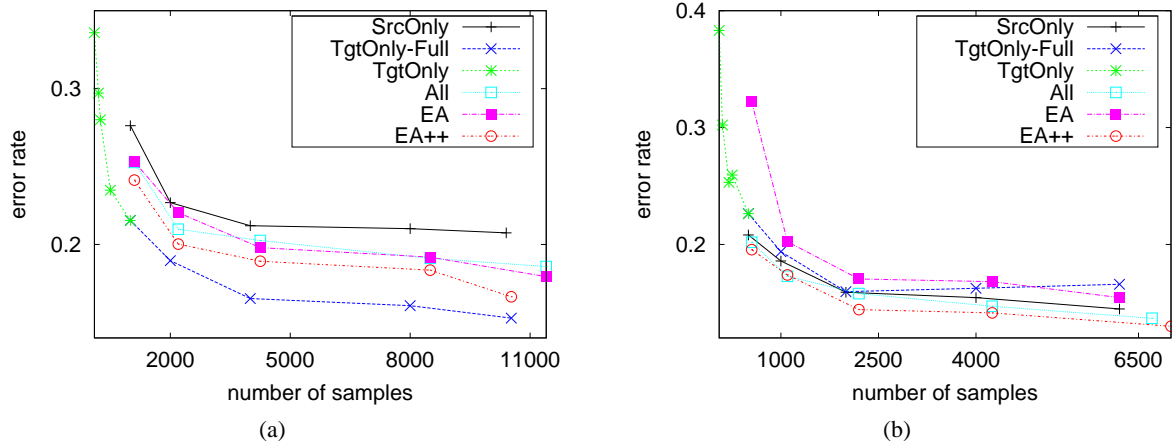 SrcOnly
TgtOnly-Full
TgtOnly
All
EA
EA++
0.3
0.2
error rate
2000 5000 8000 11000
number of samples
(a)
SrcOnly
TgtOnly-Full
TgtOnly
All
EA
EA++
0.4
0.3
0.2
error rate
1000 2500 4000 6500
number of samples
(b)